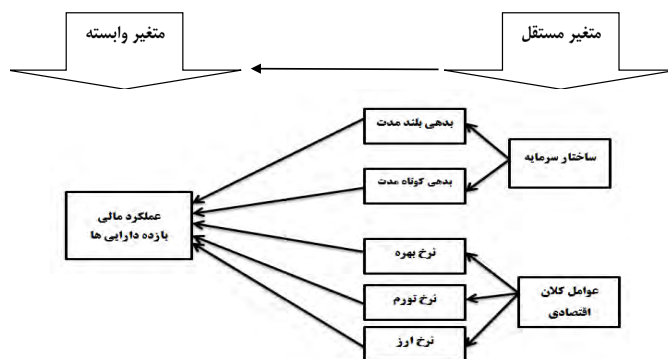 متغیر مستقل
متغیر وابسته
بدهی بلند مدت
ساختار سرمایه
بدهی کوتاه مدت
عملکرد مالی
بازده دارایی ها
نرخ بهره
عوامل کلان
اقتصادی
نرخ تورم
نرخ ارز